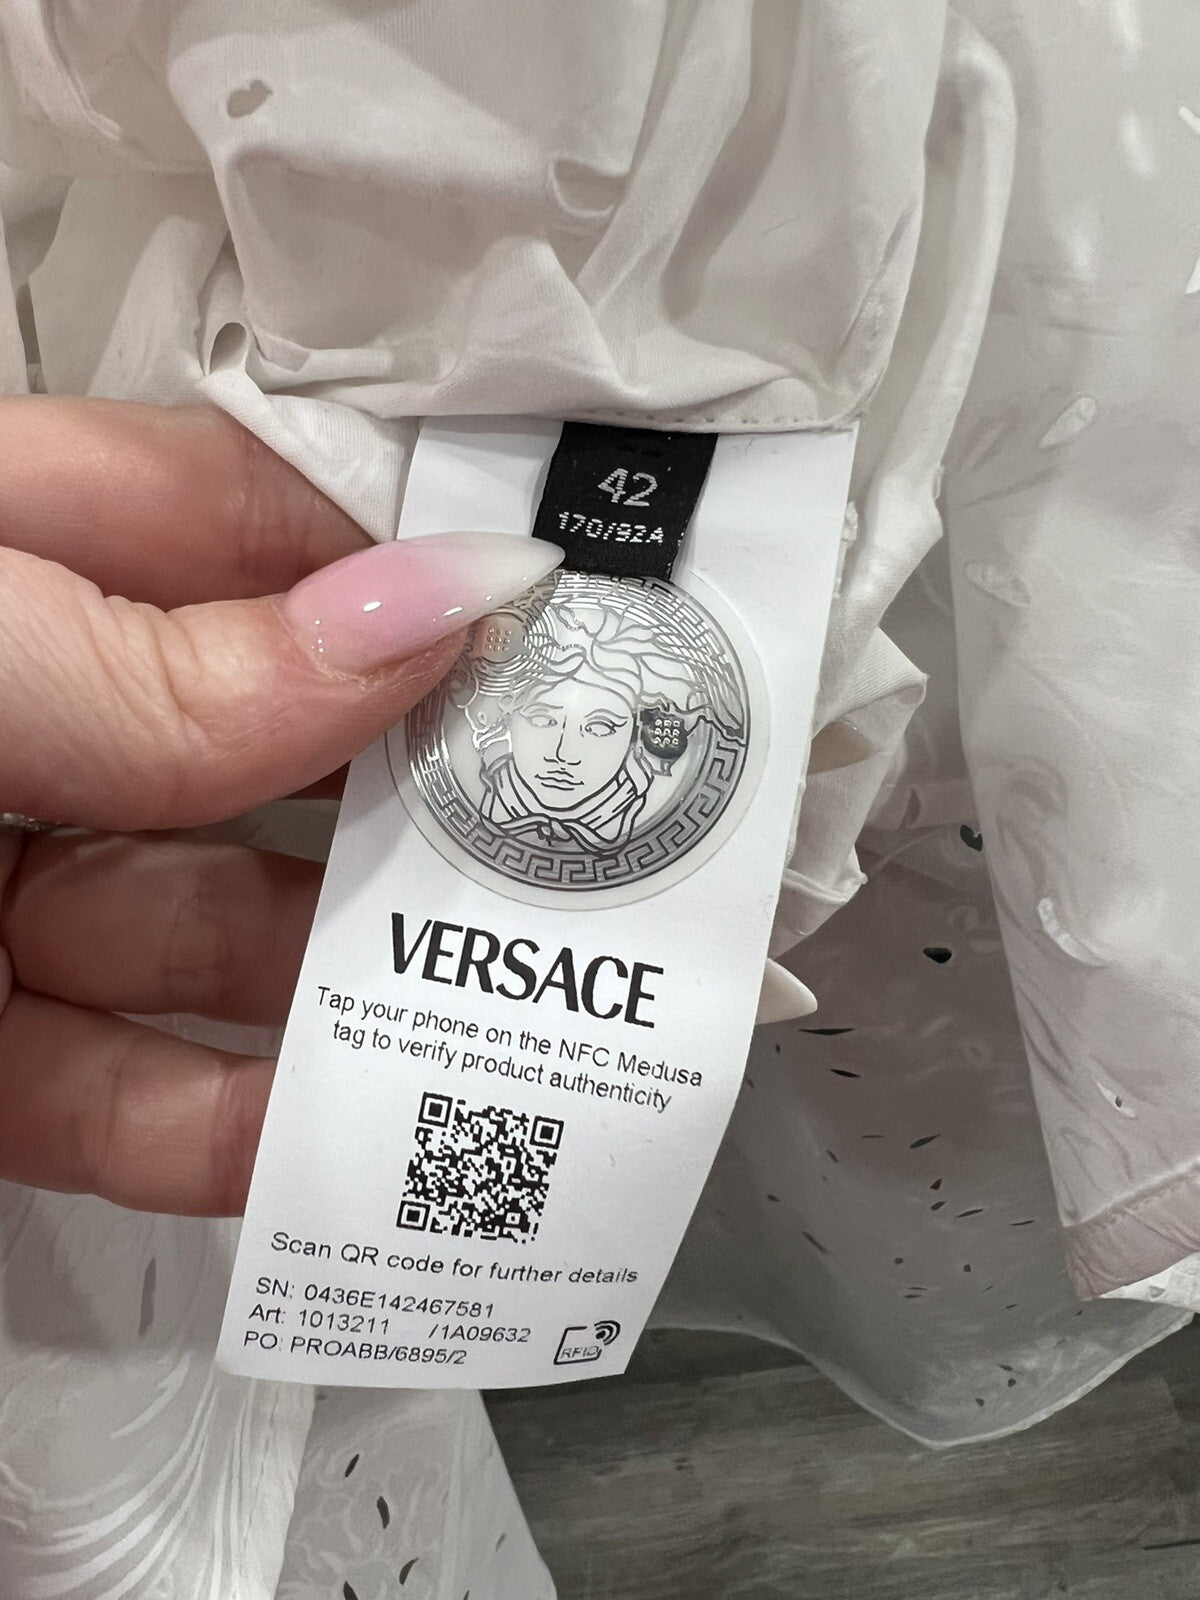 42
170/92A
VERSACE
Tap your phone on the NFC Medusa
tag to verify product authenticity
Scan QR code for further details
SN: 0436E142467581
Art: 1013211 /1A09632
PO: PROABB/6895/2
RFID